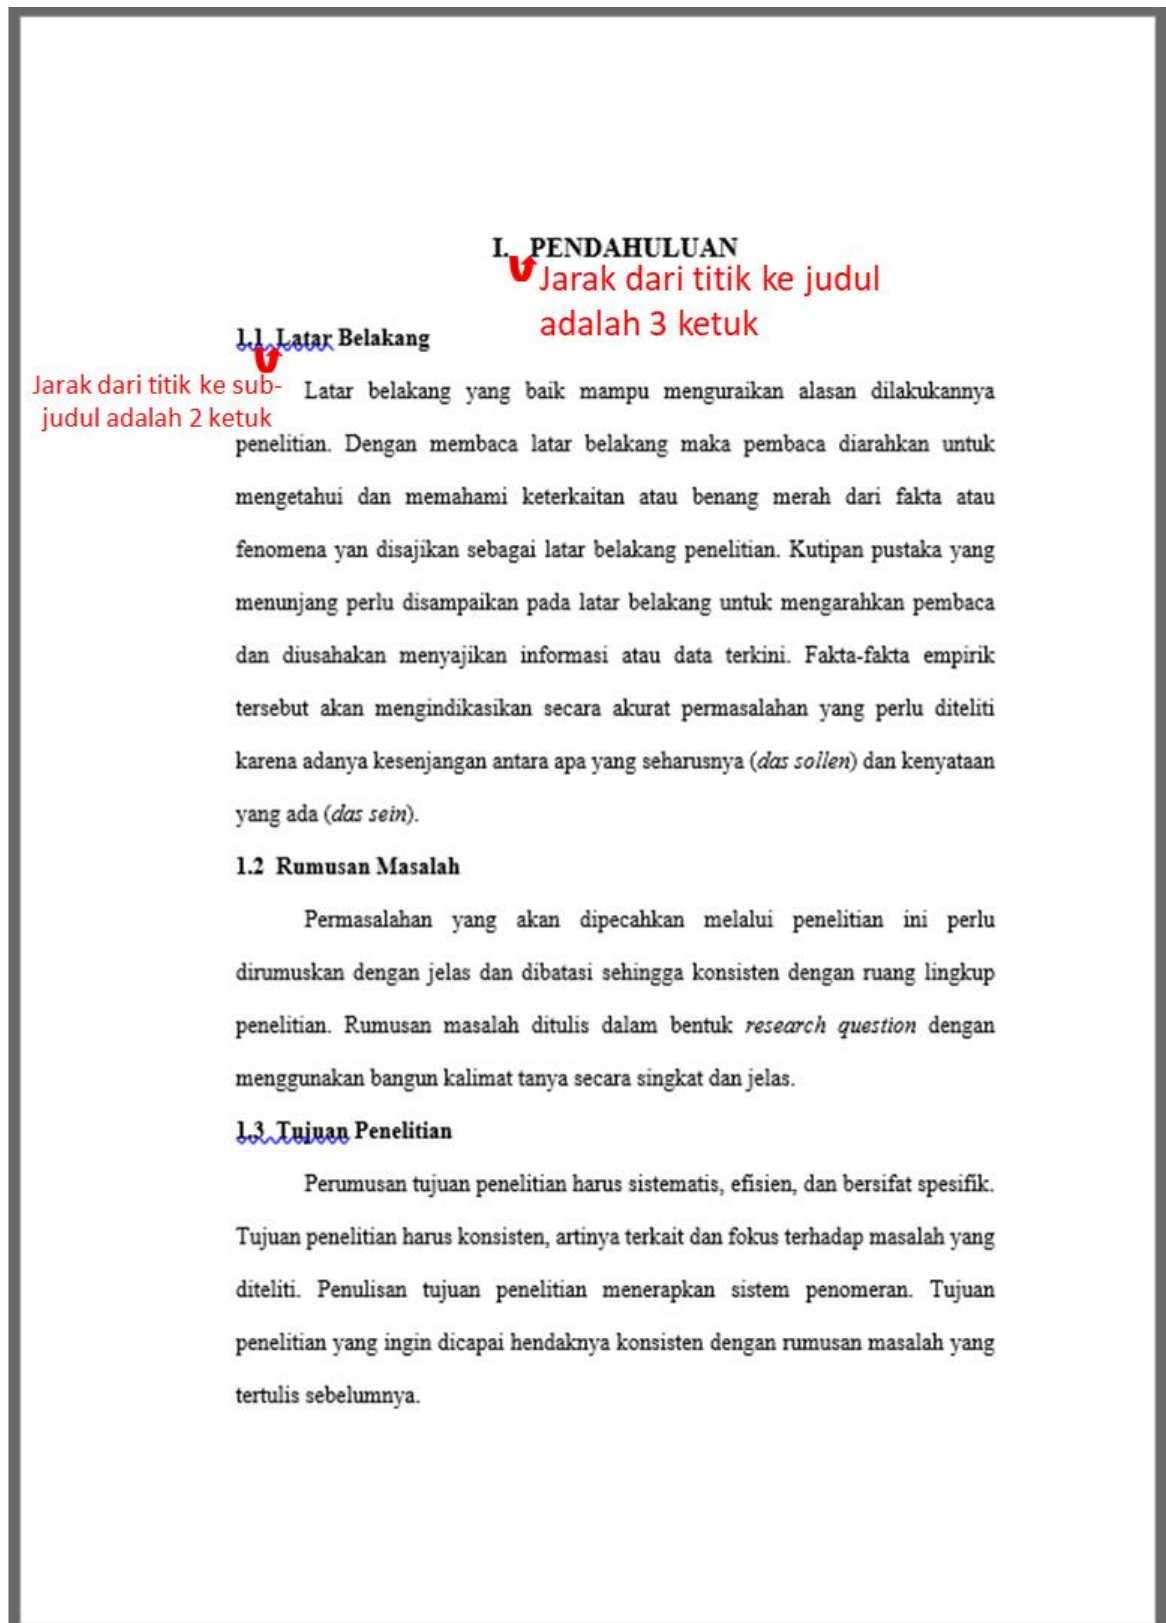 I. PENDAHULUAN
Jarak dari titik ke judul
adalah 3 ketuk
1.1 Latar Belakang
Jarak dari titik ke sub-
judul adalah 2 ketuk
Latar belakang yang baik mampu menguraikan alasan dilakukannya
penelitian. Dengan membaca latar belakang maka pembaca diarahkan untuk
mengetahui dan memahami keterkaitan atau benang merah dari fakta atau
fenomena yan disajikan sebagai latar belakang penelitian. Kutipan pustaka yang
menunjang perlu disampaikan pada latar belakang untuk mengarahkan pembaca
dan diusahakan menyajikan informasi atau data terkini. Fakta-fakta empirik
tersebut akan mengindikasikan secara akurat permasalahan yang perlu diteliti
karena adanya kesenjangan antara apa yang seharusnya (das sollen) dan kenyataan
yang ada (das sein).
1.2 Rumusan Masalah
Permasalahan yang akan dipecahkan melalui penelitian ini perlu
dirumuskan dengan jelas dan dibatasi sehingga konsisten dengan ruang lingkup
penelitian. Rumusan masalah ditulis dalam bentuk research question dengan
menggunakan bangun kalimat tanya secara singkat dan jelas.
1.3 Tujuan Penelitian
Perumusan tujuan penelitian harus sistematis, efisien, dan bersifat spesifik.
Tujuan penelitian harus konsisten, artinya terkait dan fokus terhadap masalah yang
diteliti. Penulisan tujuan penelitian menerapkan sistem penomeran. Tujuan
penelitian yang ingin dicapai hendaknya konsisten dengan rumusan masalah yang
tertulis sebelumnya.